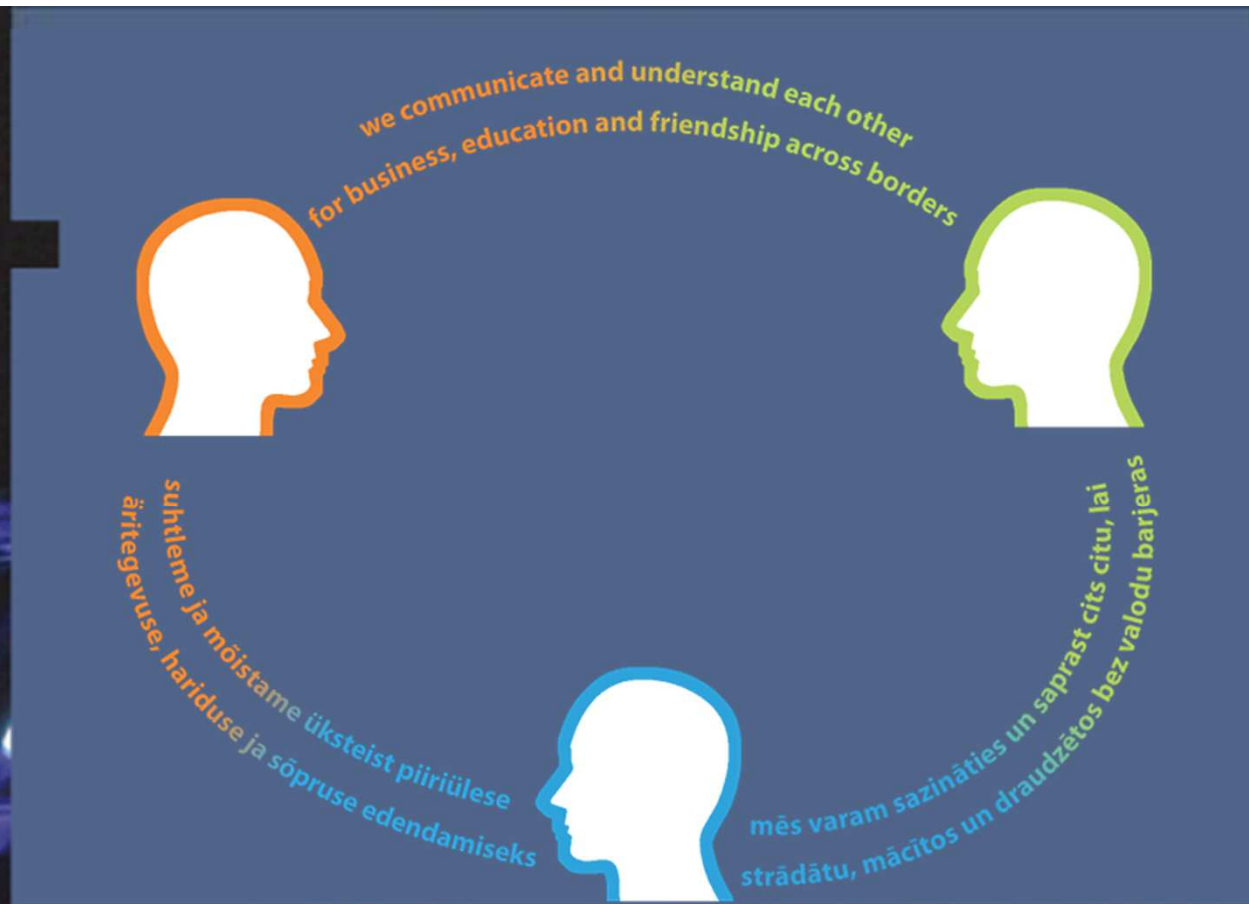 we communicate and understand each other
for business, education and friendship across borders
suhtleme ja mõistame üksteist piiriülese
äritegevuse, hariduse ja sõpruse edendamiseks
mēs varam sazināties un saprast cits citu, lai
strādātu, mācītos un draudzētos bez valodu barjeras